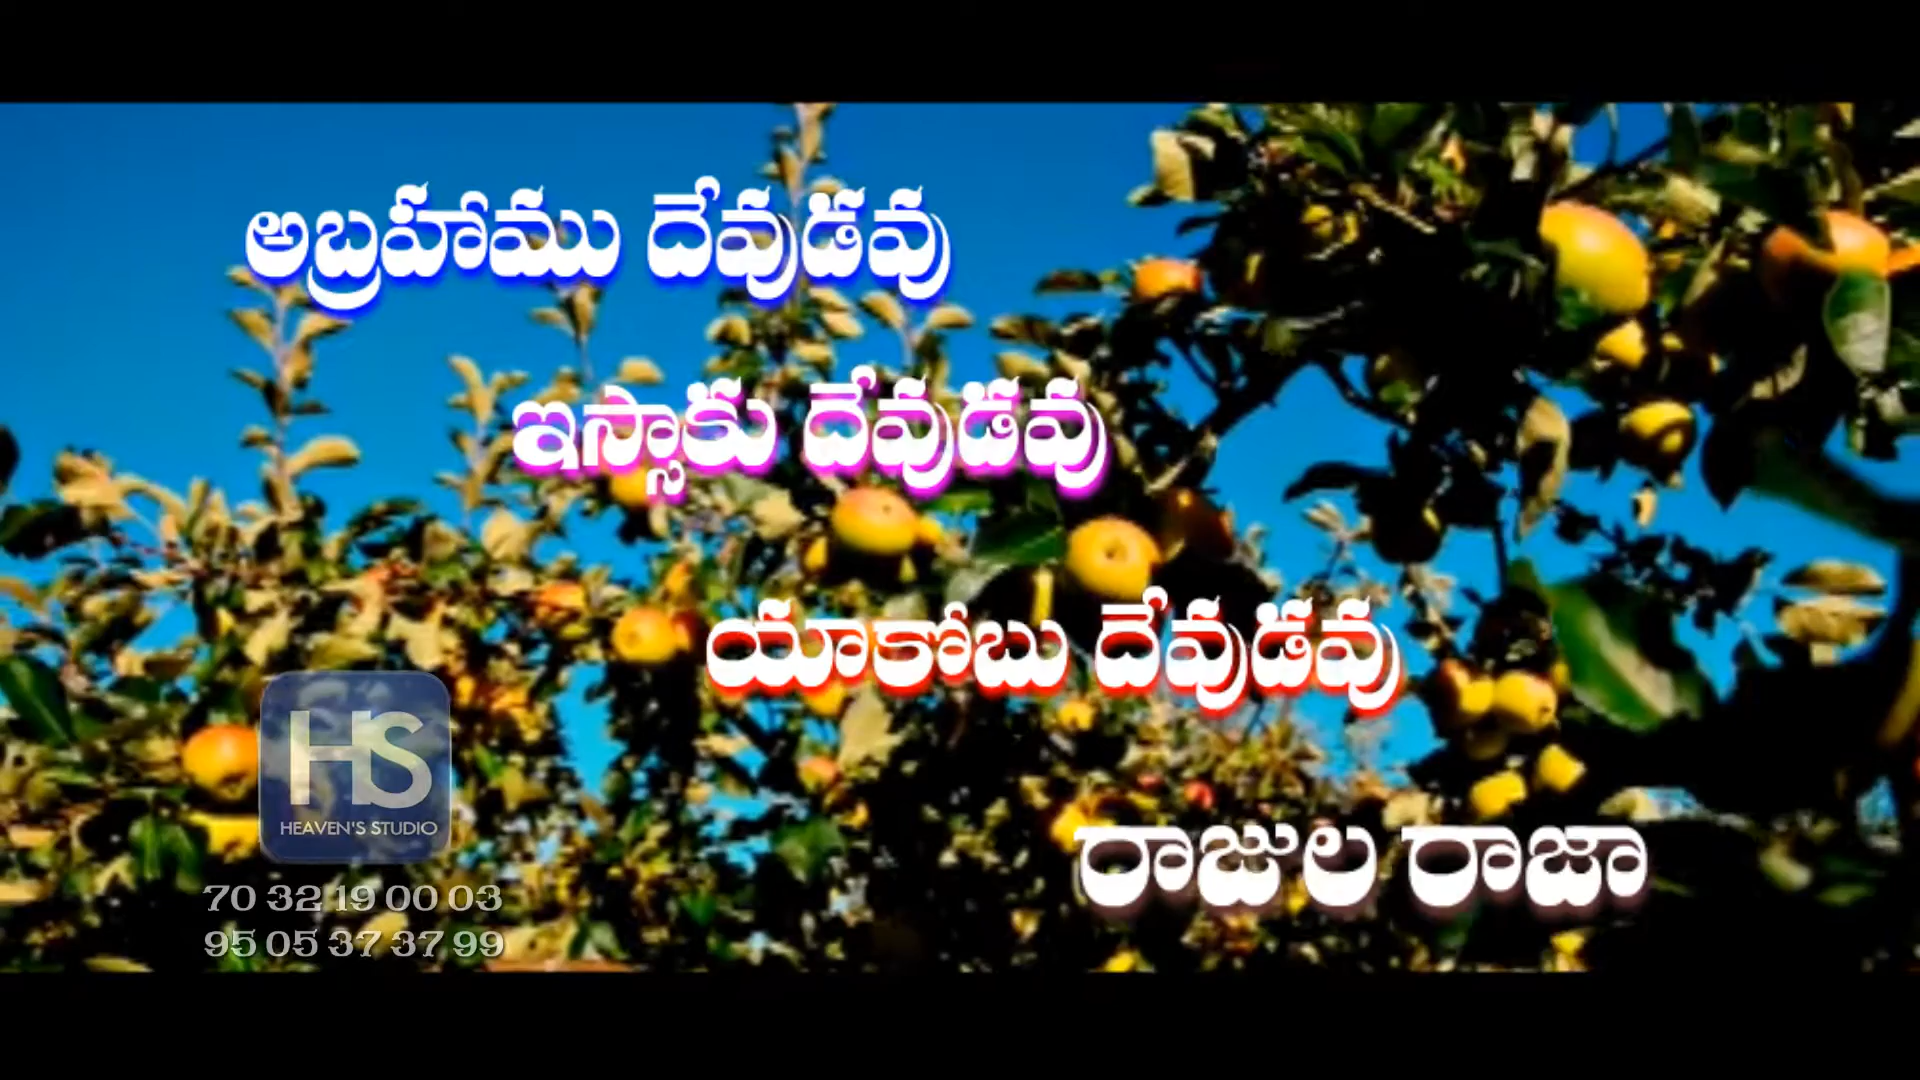 అబ్రహాము దేవుడవు
ఇస్సాకు దేవుడవు
యాకోబు దేవుడవు
రాజుల రాజా
HS
HEAVEN'S STUDIO
70 32 19 00 03
95 05 37 37 99